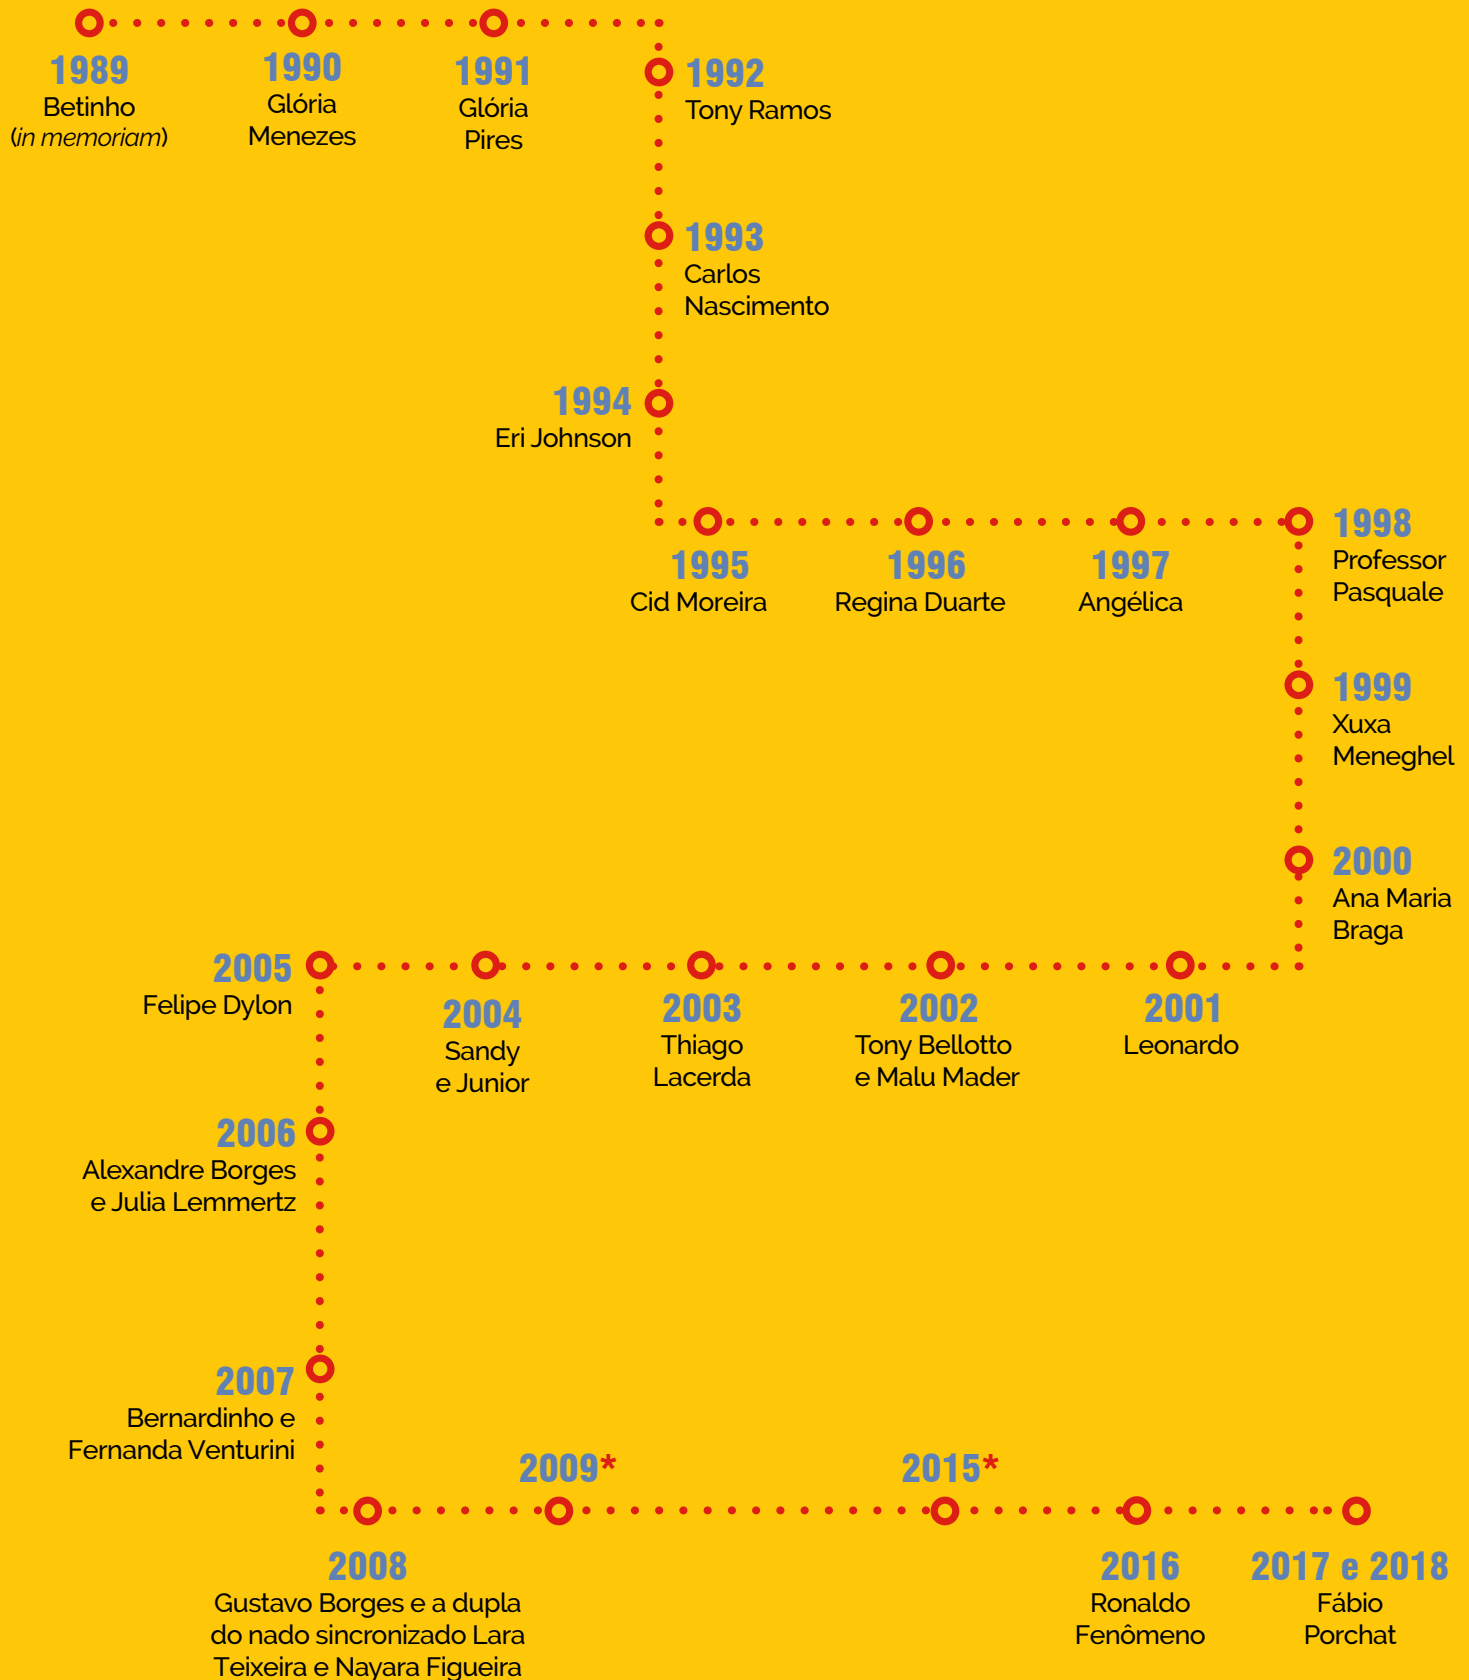 1989
Betinho
(in memoriam)
1990
Glória
Menezes
1991
Glória
Pires
1992
Tony Ramos
1993
Carlos
Nascimento
1994
Eri Johnson
1995
Cid Moreira
1996
Regina Duarte
1997
Angélica
1998
Professor
Pasquale
1999
Xuxa
Meneghel
2000
Ana Maria
Braga
2001
Leonardo
2002
Tony Bellotto
e Malu Mader
2003
Thiago
Lacerda
2004
Sandy
e Junior
2005
Felipe Dylon
2006
Alexandre Borges
e Julia Lemmertz
2007
Bernardinho e
Fernanda Venturini
2008
Gustavo Borges e a dupla
do nado sincronizado Lara
Teixeira e Nayara Figueira
2009*
2015*
2016
Ronaldo
Fenômeno
2017 e 2018
Fábio
Porchat